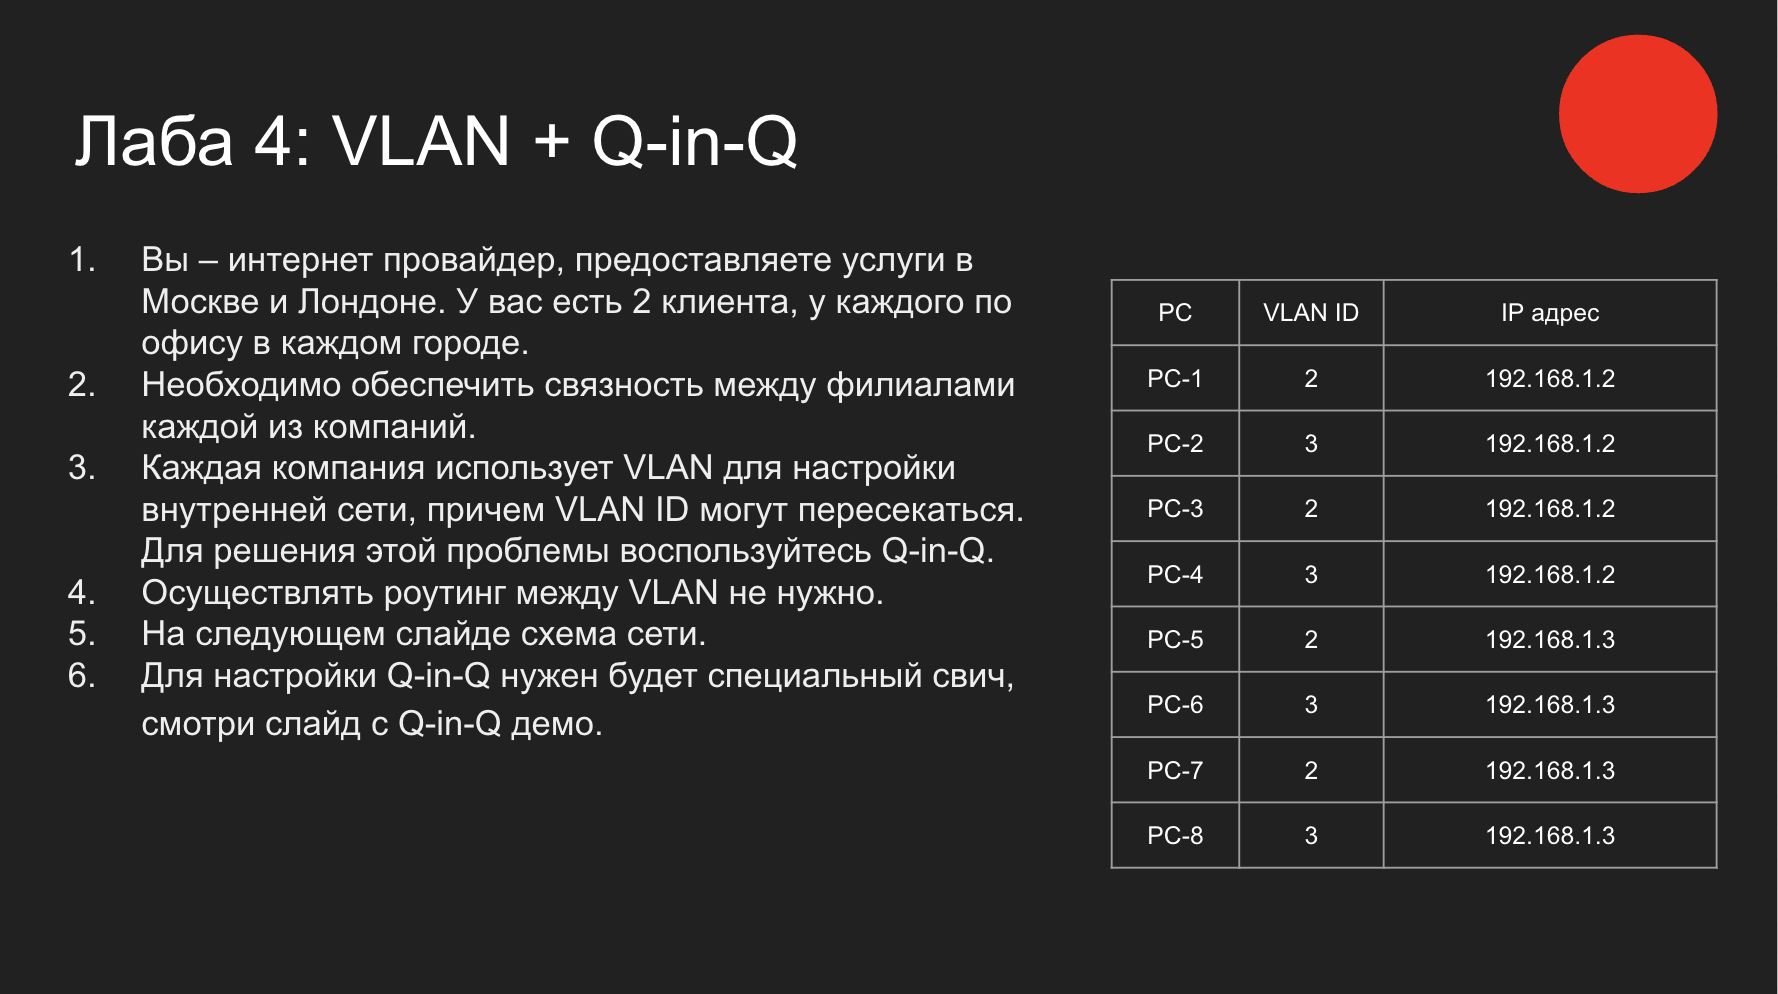 Лаба 4: VLAN + Q-in-Q
1. Вы – интернет провайдер, предоставляете услуги в
Москве и Лондоне. У вас есть 2 клиента, у каждого по
офису в каждом городе.
2. Необходимо обеспечить связность между филиалами
каждой из компаний.
3. Каждая компания использует VLAN для настройки
внутренней сети, причем VLAN ID могут пересекаться.
Для решения этой проблемы воспользуйтесь Q-in-Q.
4. Осуществлять роутинг между VLAN не нужно.
5. На следующем слайде схема сети.
6. Для настройки Q-in-Q нужен будет специальный свич,
смотри слайд с Q-in-Q демо.
PC VLAN ID IP адрес
PC-1 2 192.168.1.2
PC-2 3 192.168.1.2
PC-3 2 192.168.1.2
PC-4 3 192.168.1.2
PC-5 2 192.168.1.3
PC-6 3 192.168.1.3
PC-7 2 192.168.1.3
PC-8 3 192.168.1.3